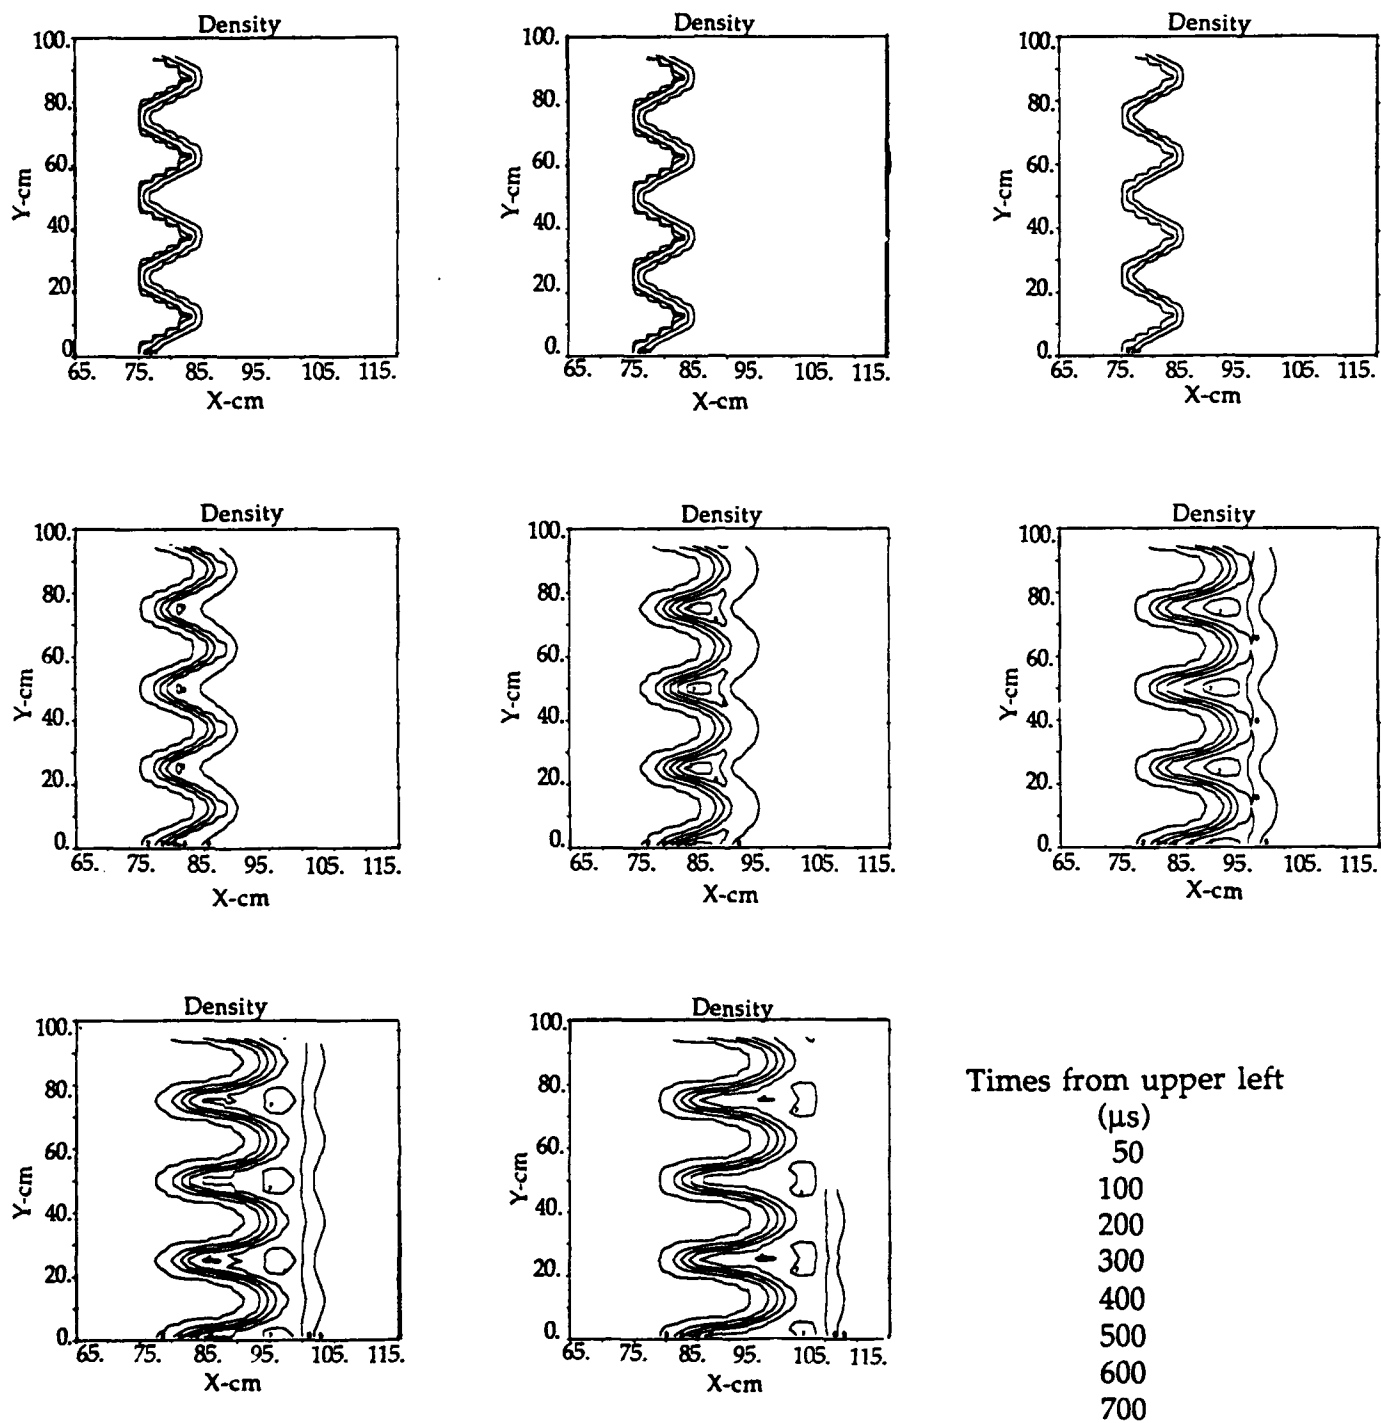 Density
100.
80.
60.
40.
20.
0.
Y-cm
65. 75. 85. 95. 105. 115.
X-cm
Density
100.
80.
60.
40.
20.
0.
Y-cm
65. 75. 85. 95. 105. 115.
X-cm
Density
100.
80.
60.
40.
20.
0.
Y-cm
65. 75. 85. 95. 105. 115.
X-cm
Density
100.
80.
60.
40.
20.
0.
Y-cm
65. 75. 85. 95. 105. 115.
X-cm
Density
100.
80.
60.
40.
20.
0.
Y-cm
65. 75. 85. 95. 105. 115.
X-cm
Density
100.
80.
60.
40.
20.
0.
Y-cm
65. 75. 85. 95. 105. 115.
X-cm
Density
100.
80.
60.
40.
20.
0.
Y-cm
65. 75. 85. 95. 105. 115.
X-cm
Density
100.
80.
60.
40.
20.
0.
Y-cm
65. 75. 85. 95. 105. 115.
X-cm
Times from upper left
(μs)
50
100
200
300
400
500
600
700